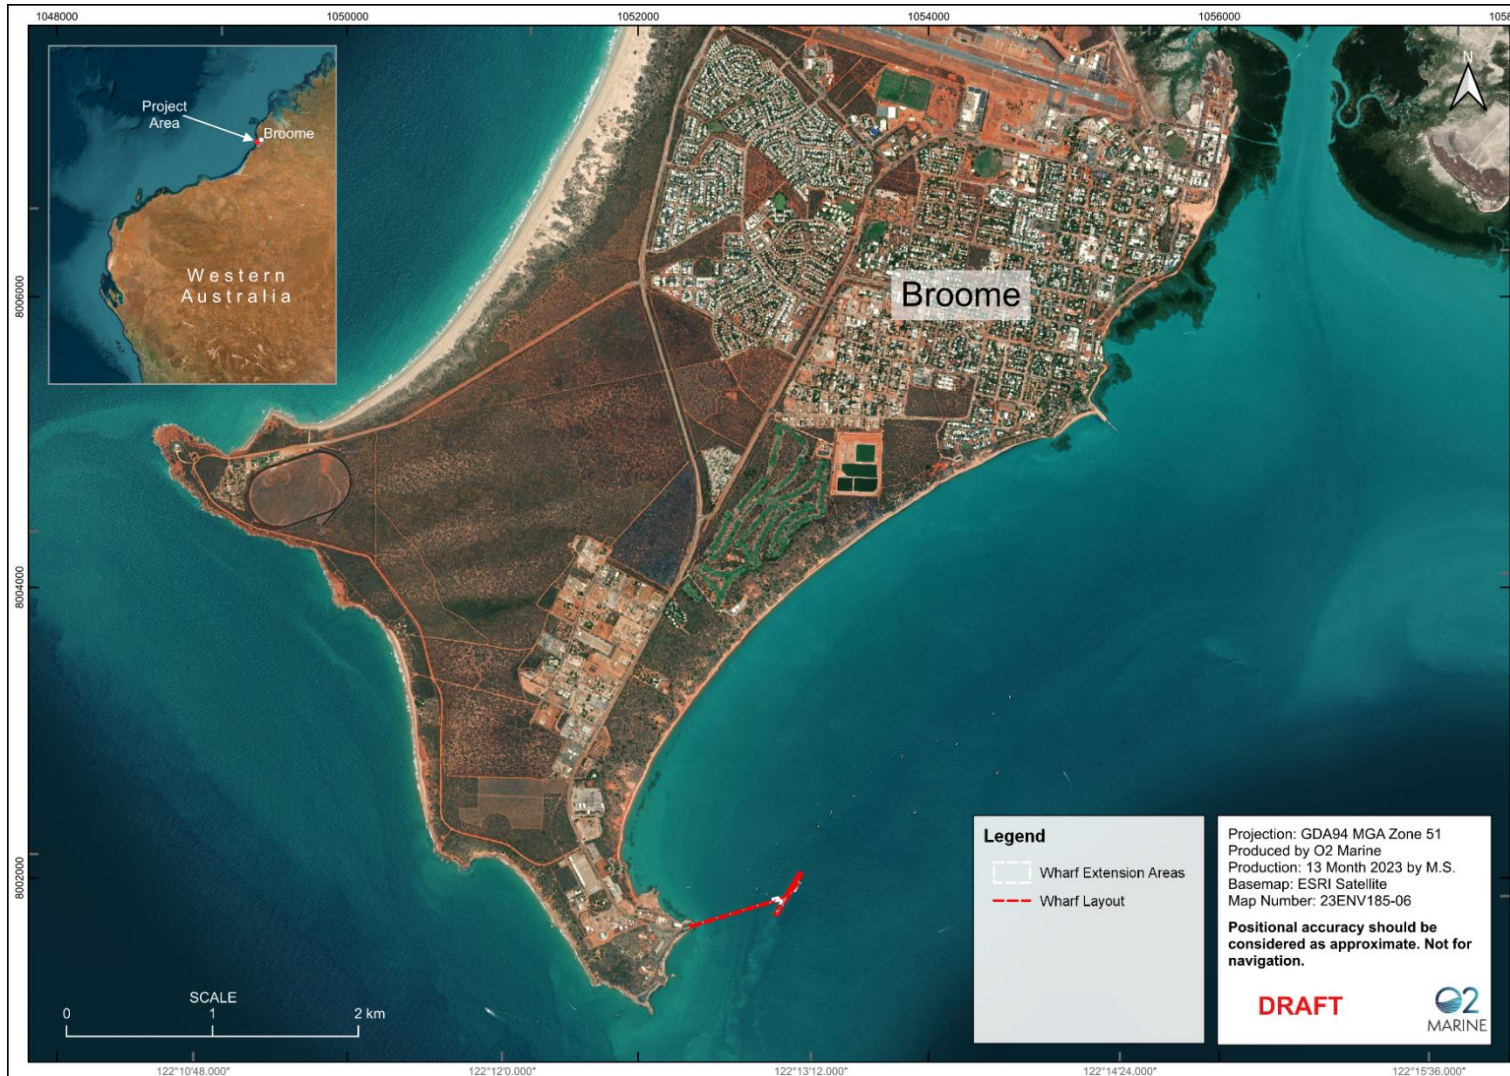 1048000
1050000
1052000
1054000
1056000
1058
Project
Area
Broome
Western
Australia
N
8006000
8004000
8002000
Broome
SCALE
0 1 2 km
Legend
Wharf Extension Areas
Wharf Layout
Projection: GDA94 MGA Zone 51
Produced by O2 Marine
Production: 13 Month 2023 by M.S.
Basemap: ESRI Satellite
Map Number: 23ENV185-06
Positional accuracy should be
considered as approximate. Not for
navigation.
DRAFT
O2
MARINE
122°10'48.000"
122°12'0.000"
122°13'12.000"
122°14'24.000"
122°15'36.000"